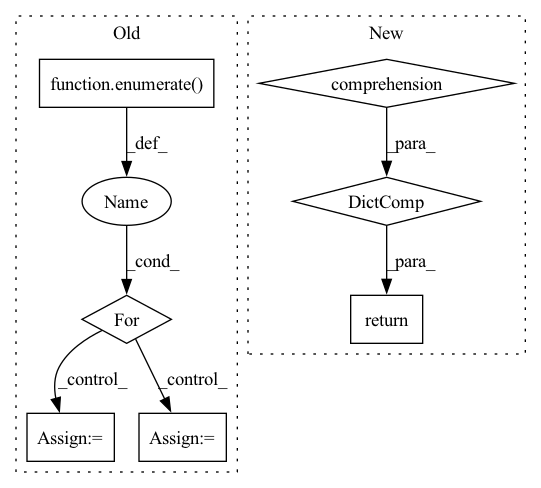 Old
New
function.enumerate()
comprehension
_def_
_para_
Name
DictComp
_cond_
_para_
For
return
_control_
_control_
Assign:=
Assign:=